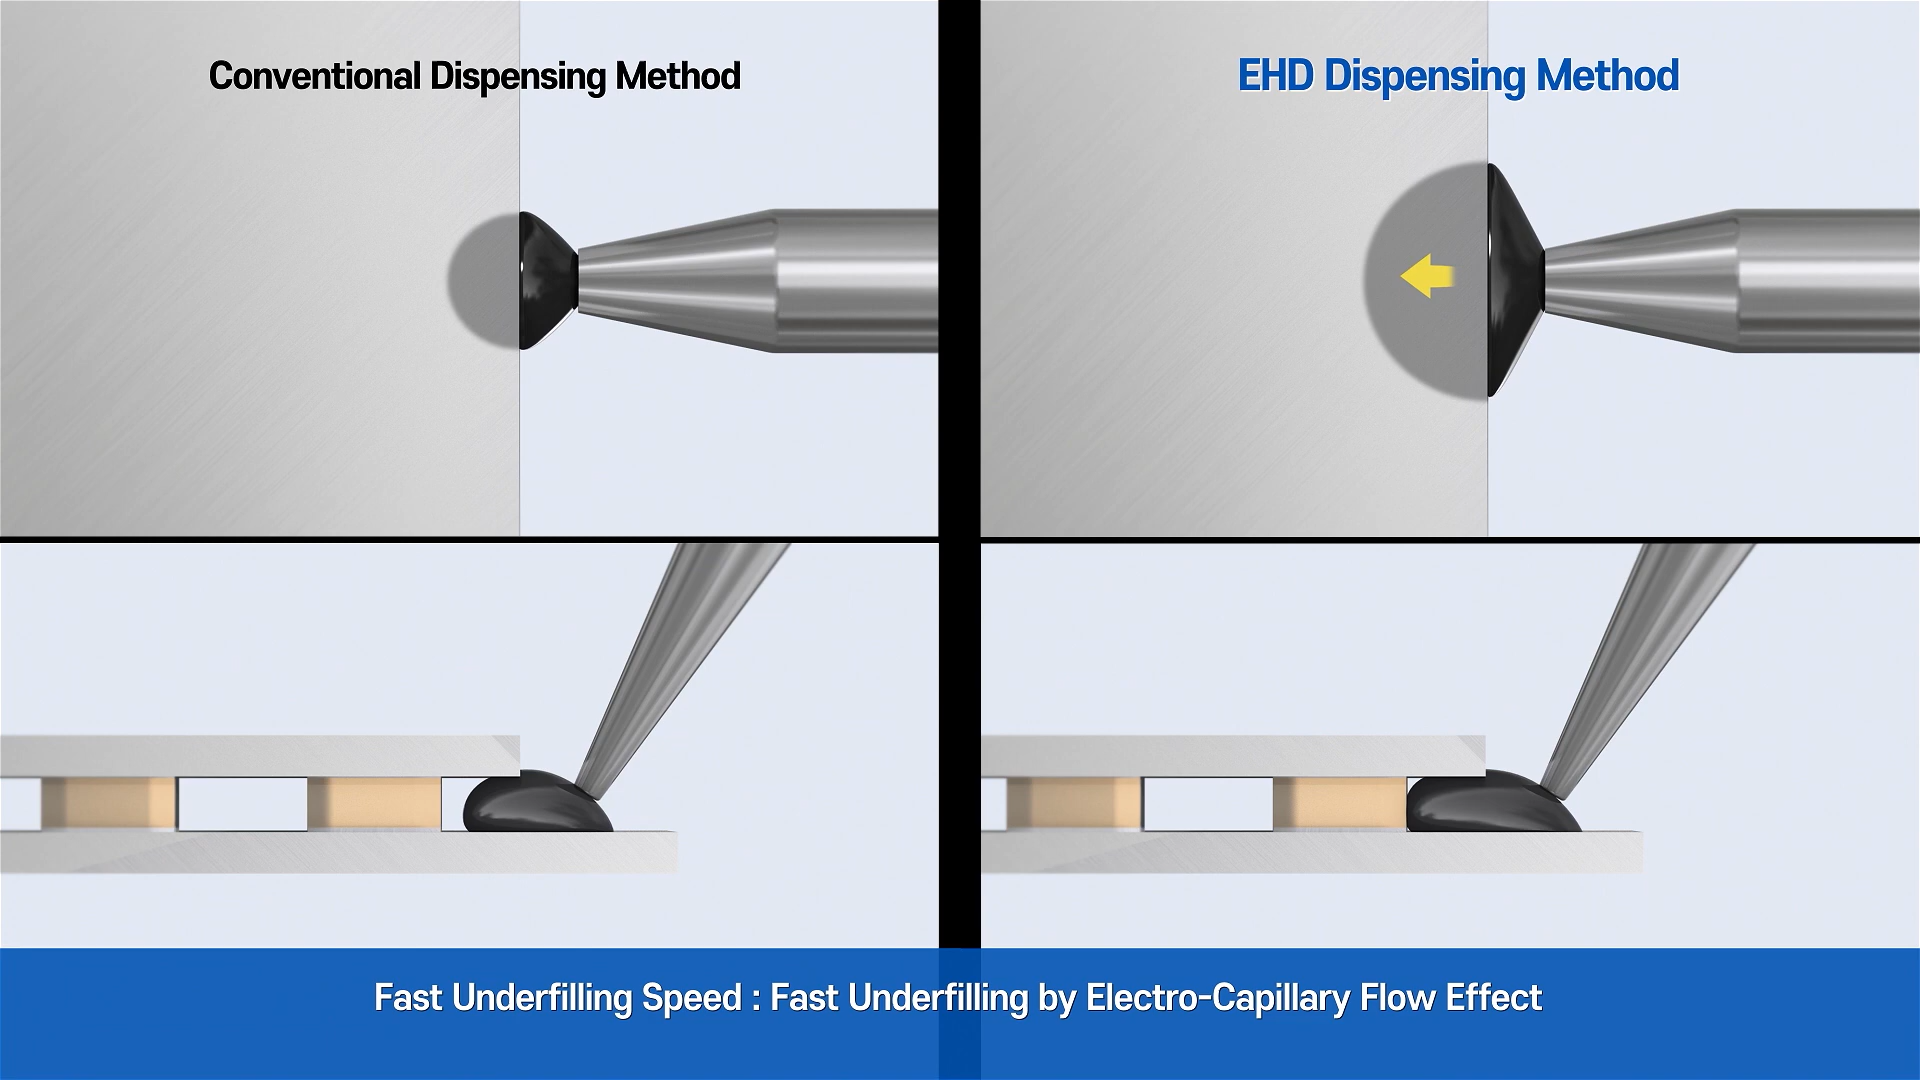 Conventional Dispensing Method
EHD Dispensing Method
Fast Underfilling Speed : Fast Underfilling by Electro-Capillary Flow Effect